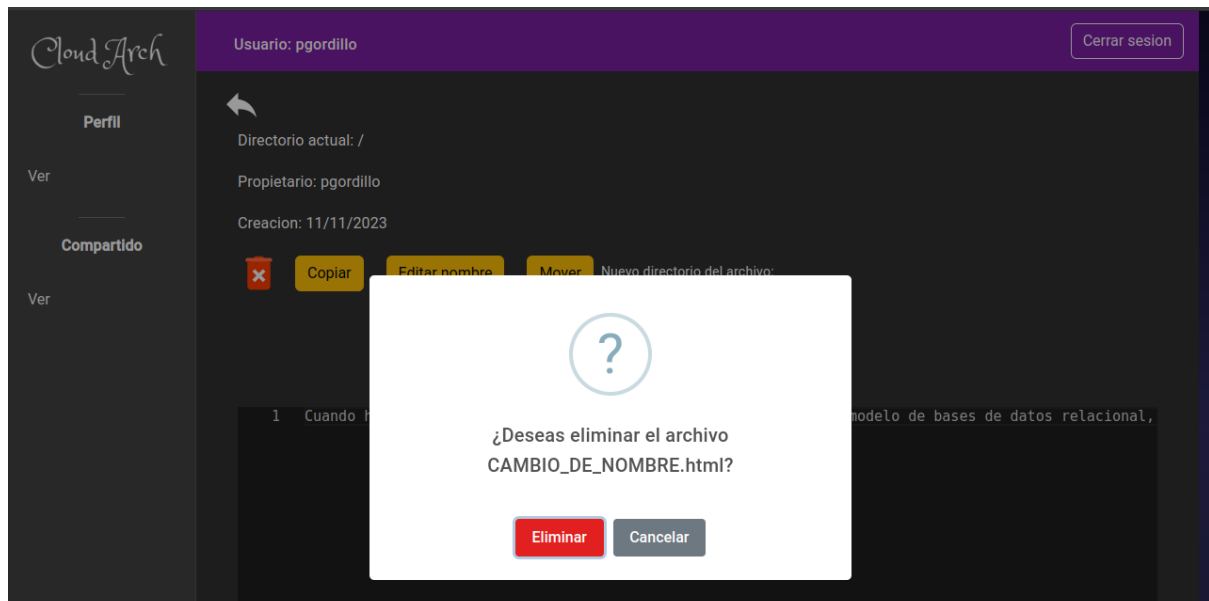 Cloud Arch
Usuario: pgordillo
Cerrar sesion
Perfil
Ver
Compartido
Ver
Directorio actual: /
Propietario: pgordillo
Creacion: 11/11/2023
Copiar
Editar nombre
Mover
Nuevo directorio del archivo:
1 Cuando
modelo de bases de datos relacional,
?
¿Deseas eliminar el archivo
CAMBIO_DE_NOMBRE.html?
Eliminar
Cancelar